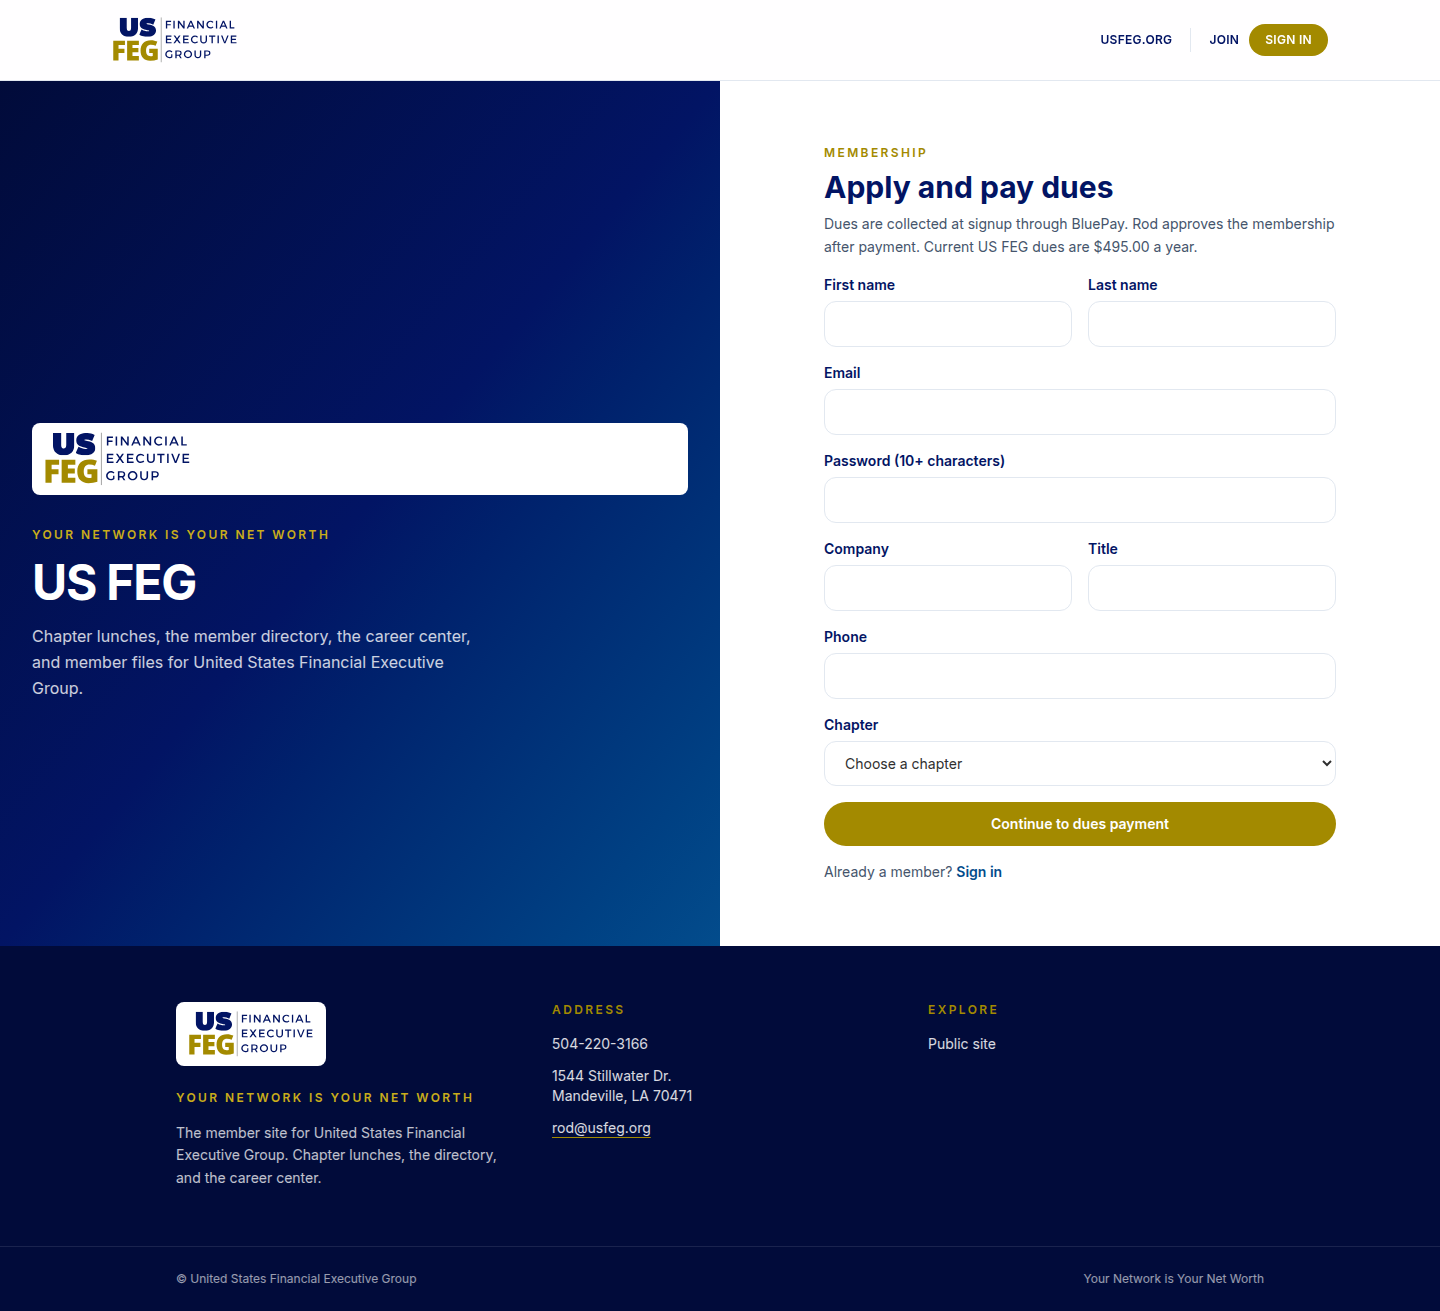 US FEG FINANCIAL EXECUTIVE GROUP
USFEG.ORG
JOIN
SIGN IN
US FEG FINANCIAL EXECUTIVE GROUP
YOUR NETWORK IS YOUR NET WORTH
US FEG
Chapter lunches, the member directory, the career center,
and member files for United States Financial Executive
Group.
MEMBERSHIP
Apply and pay dues
Dues are collected at signup through BluePay. Rod approves the membership
after payment. Current US FEG dues are $495.00 a year.
First name
Last name
Email
Password (10+ characters)
Company
Title
Phone
Chapter
Choose a chapter
Continue to dues payment
Already a member? Sign in
US FEG FINANCIAL EXECUTIVE GROUP
YOUR NETWORK IS YOUR NET WORTH
The member site for United States Financial
Executive Group. Chapter lunches, the directory,
and the career center.
ADDRESS
504-220-3166
1544 Stillwater Dr.
Mandeville, LA 70471
rod@usfeg.org
EXPLORE
Public site
© United States Financial Executive Group
Your Network is Your Net Worth